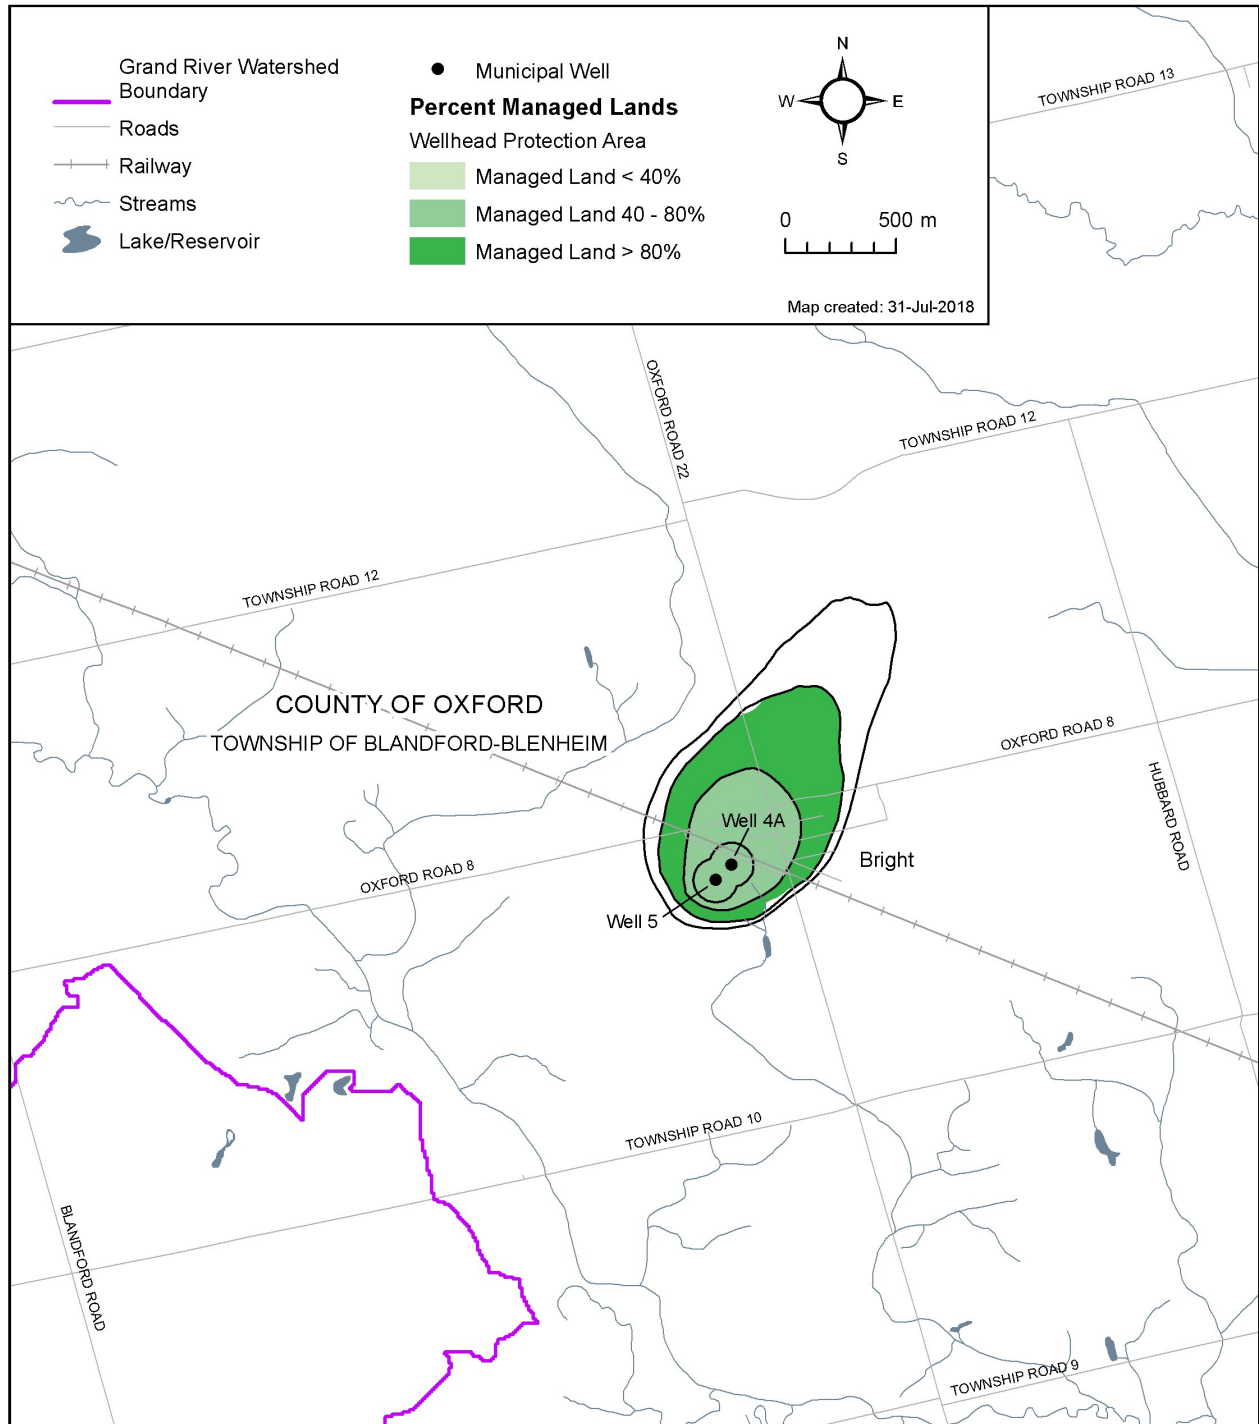 Grand River Watershed
Boundary
Roads
Railway
Streams
Lake/Reservoir
Municipal Well
Percent Managed Lands
Wellhead Protection Area
Managed Land < 40%
Managed Land 40 - 80%
Managed Land > 80%
N
W
E
S
0
500 m
Map created: 31-Jul-2018
TOWNSHIP ROAD 13
OXFORD ROAD 22
TOWNSHIP ROAD 12
TOWNSHIP ROAD 12
COUNTY OF OXFORD
TOWNSHIP OF BLANDFORD-BLENHEIM
OXFORD ROAD 8
HUBBARD ROAD
Well 4A
Bright
OXFORD ROAD 8
Well 5
TOWNSHIP ROAD 10
BLANDFORD ROAD
TOWNSHIP ROAD 9